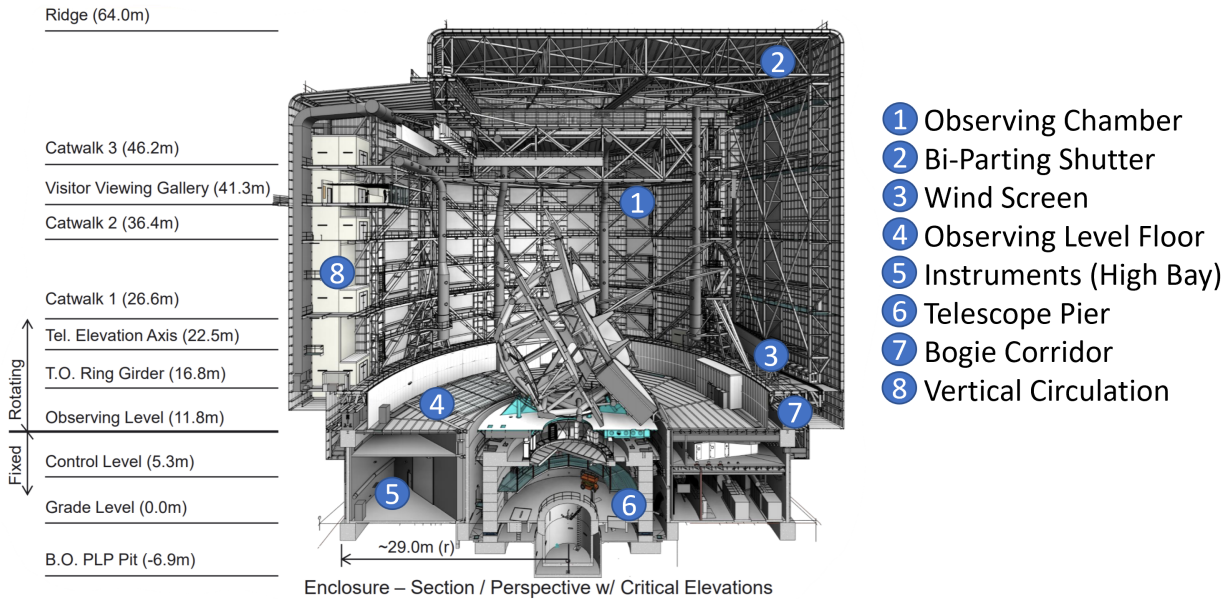 Ridge (64.0m)
Catwalk 3 (46.2m)
Visitor Viewing Gallery (41.3m)
Catwalk 2 (36.4m)
Catwalk 1 (26.6m)
Tel. Elevation Axis (22.5m)
T.O. Ring Girder (16.8m)
Observing Level (11.8m)
Control Level (5.3m)
Grade Level (0.0m)
B.O. PLP Pit (-6.9m)
Rotating
Fixed
2
1
8
3
4
7
5
6
~29.0m (r)
Enclosure – Section / Perspective w/ Critical Elevations
1 Observing Chamber
2 Bi-Parting Shutter
3 Wind Screen
4 Observing Level Floor
5 Instruments (High Bay)
6 Telescope Pier
7 Bogie Corridor
8 Vertical Circulation